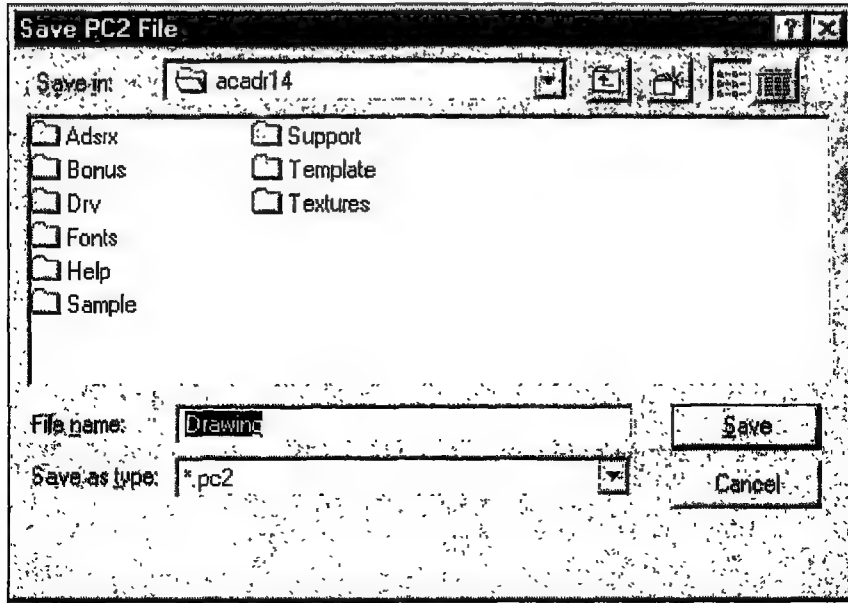 Save PC2 File
Save in: acadr14
Adsrx
Bonus
Drv
Fonts
Help
Sample
Support
Template
Textures
File name: Drawing
Save
Save as type: *.pc2
Cancel